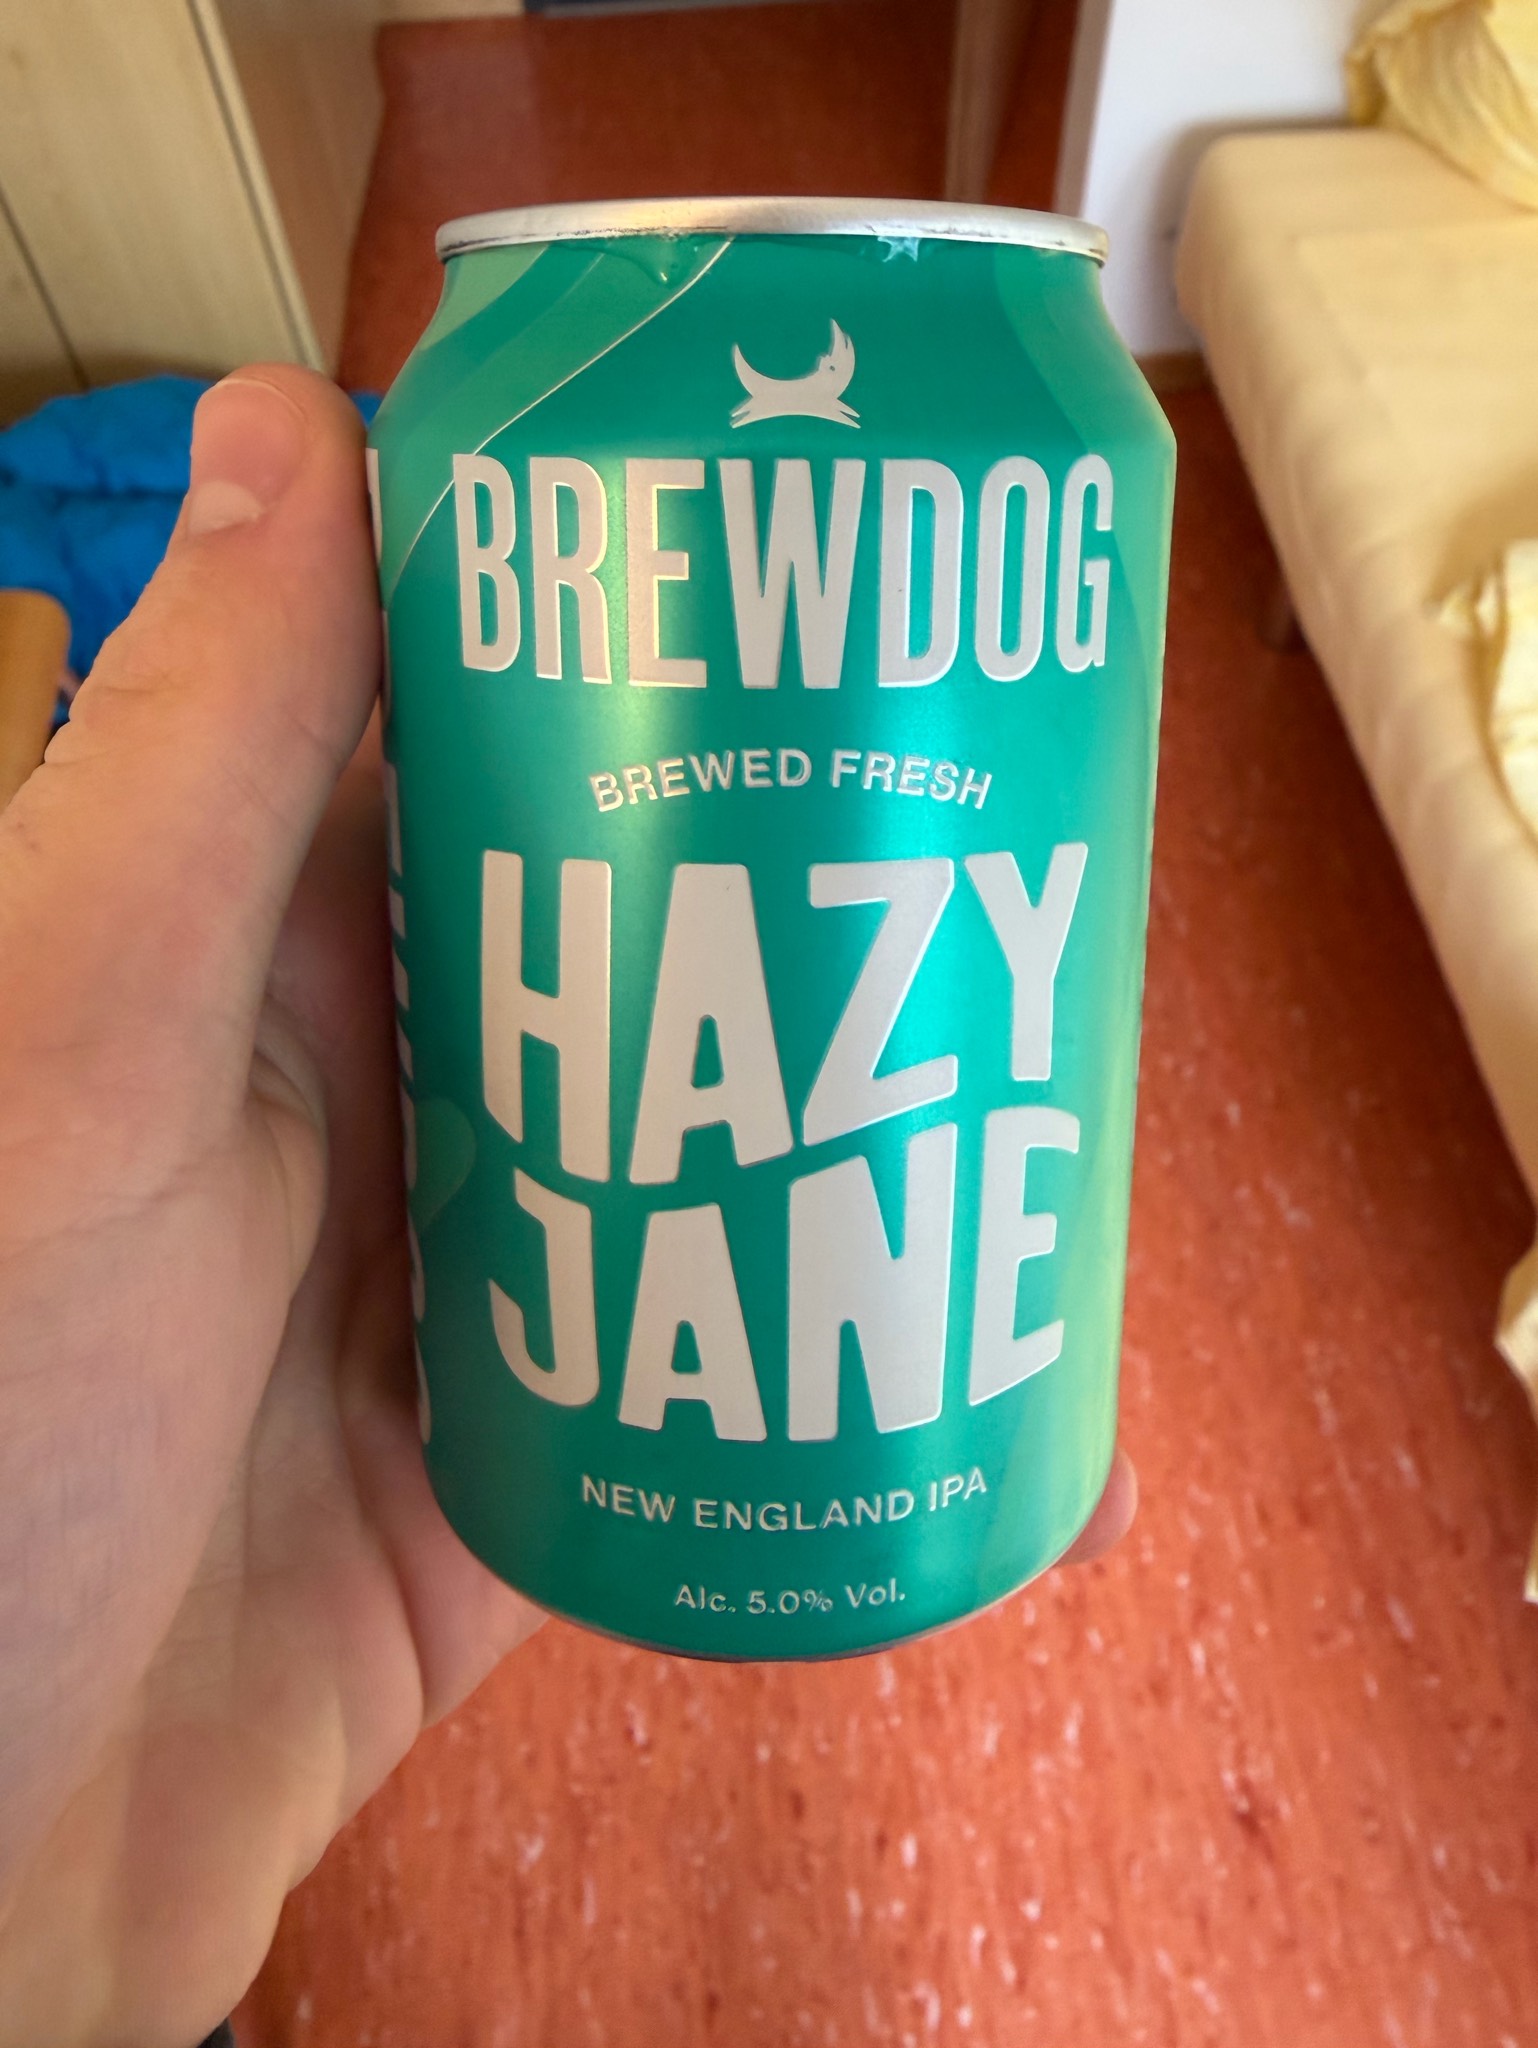 BREWDOG
BREWED FRESH
HAZY
JANE
NEW ENGLAND IPA
Alc. 5.0% Vol.